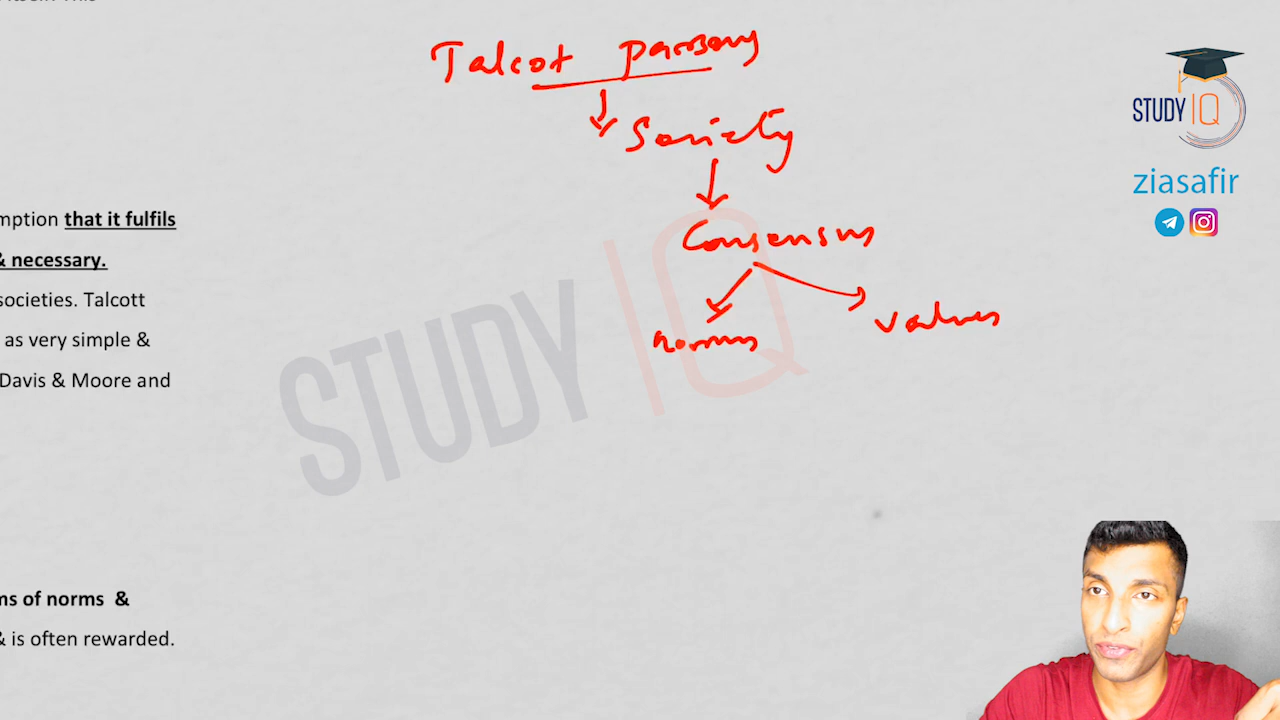 Talcot parsons
Society
Consensus
norms values
mption that it fulfils
& necessary.
societies. Talcott
as very simple &
Davis & Moore and
ms of norms &
& is often rewarded.
STUDY IQ
STUDY IQ
ziasafir